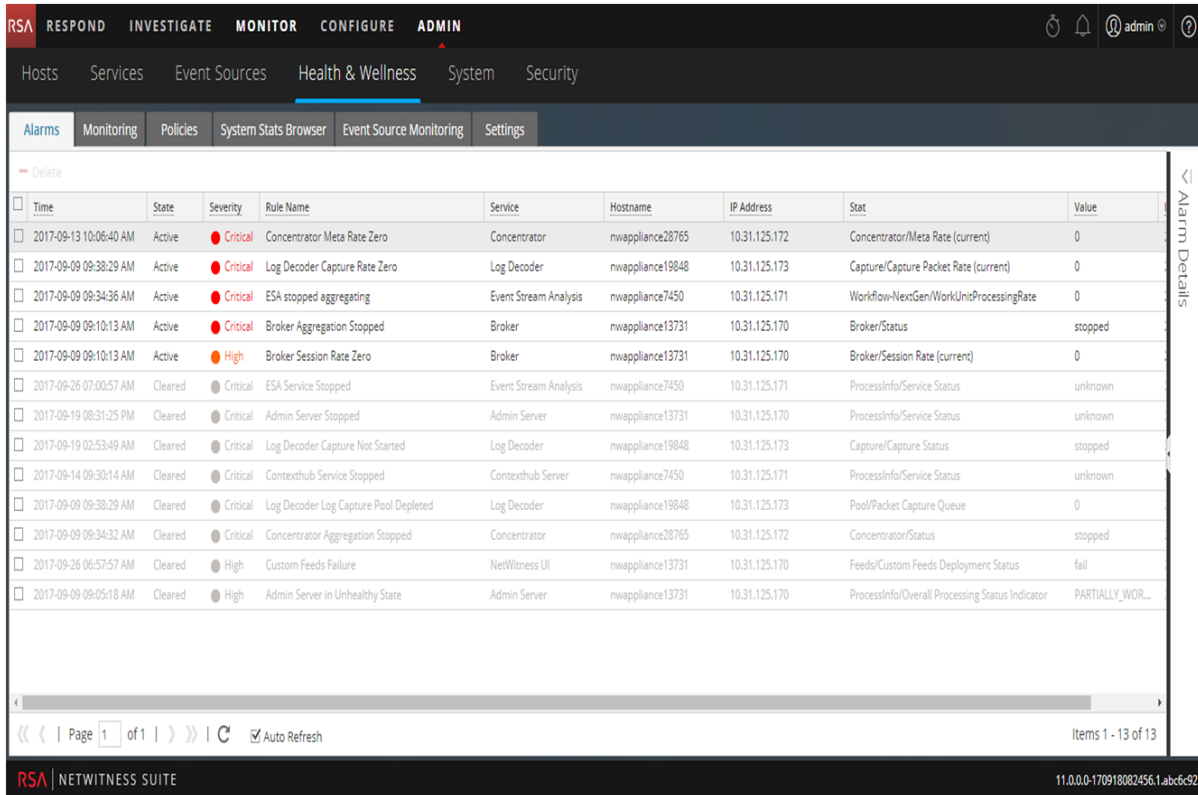 RSA RESPOND INVESTIGATE MONITOR CONFIGURE ADMIN admin ?
Hosts Services Event Sources Health & Wellness System Security
Alarms Monitoring Policies System Stats Browser Event Source Monitoring Settings
Delete
Time State Severity Rule Name Service Hostname IP Address Stat Value
2017-09-13 10:06:40 AM Active Critical Concentrator Meta Rate Zero Concentrator nwappliance28765 10.31.125.172 Concentrator/Meta Rate (current) 0
2017-09-09 09:38:29 AM Active Critical Log Decoder Capture Rate Zero Log Decoder nwappliance19848 10.31.125.173 Capture/Capture Packet Rate (current) 0
2017-09-09 09:34:36 AM Active Critical ESA stopped aggregating Event Stream Analysis nwappliance7450 10.31.125.171 Workflow-NextGen/WorkUnitProcessingRate 0
2017-09-09 09:10:13 AM Active Critical Broker Aggregation Stopped Broker nwappliance13731 10.31.125.170 Broker/Status stopped
2017-09-09 09:10:13 AM Active High Broker Session Rate Zero Broker nwappliance13731 10.31.125.170 Broker/Session Rate (current) 0
2017-09-26 07:00:57 AM Cleared Critical ESA Service Stopped Event Stream Analysis nwappliance7450 10.31.125.171 ProcessInfo/Service Status unknown
2017-09-19 08:31:25 PM Cleared Critical Admin Server Stopped Admin Server nwappliance13731 10.31.125.170 ProcessInfo/Service Status unknown
2017-09-19 02:53:49 AM Cleared Critical Log Decoder Capture Not Started Log Decoder nwappliance19848 10.31.125.173 Capture/Capture Status stopped
2017-09-14 09:30:14 AM Cleared Critical Contexthub Service Stopped Contexthub Server nwappliance7450 10.31.125.171 ProcessInfo/Service Status unknown
2017-09-09 09:38:29 AM Cleared Critical Log Decoder Log Capture Pool Depleted Log Decoder nwappliance19848 10.31.125.173 Pool/Packet Capture Queue 0
2017-09-09 09:34:32 AM Cleared Critical Concentrator Aggregation Stopped Concentrator nwappliance28765 10.31.125.172 Concentrator/Status stopped
2017-09-26 06:57:57 AM Cleared High Custom Feeds Failure NetWitness UI nwappliance13731 10.31.125.170 Feeds/Custom Feeds Deployment Status fail
2017-09-09 09:05:18 AM Cleared High Admin Server in Unhealthy State Admin Server nwappliance13731 10.31.125.170 ProcessInfo/Overall Processing Status Indicator PARTIALLY_WOR...
Alarm Details
Page 1 of 1 Auto Refresh Items 1 - 13 of 13
RSA NETWITNESS SUITE 11.0.0.0-170918082456.1.abc6c92